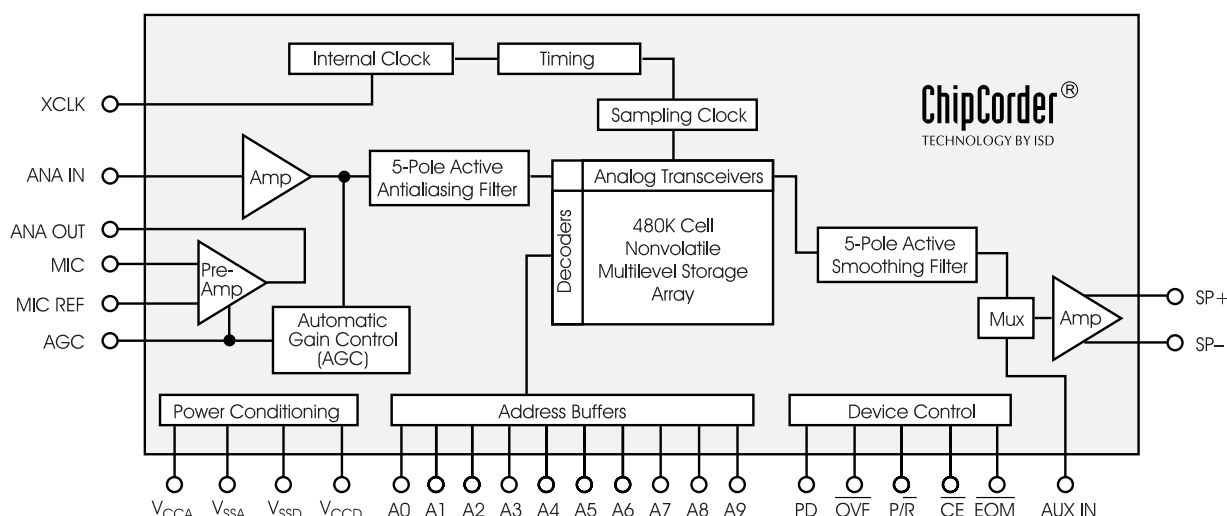 Internal Clock
Timing
XCLK
Sampling Clock
ChipCorder®
TECHNOLOGY BY ISD
ANA IN
Amp
5-Pole Active
Antialiasing Filter
Analog Transceivers
Decoders
480K Cell
Nonvolatile
Multilevel Storage
Array
ANA OUT
MIC
Pre-
Amp
MIC REF
AGC
Automatic
Gain Control
(AGC)
5-Pole Active
Smoothing Filter
Mux
Amp
SP+
SP–
Power Conditioning
Address Buffers
Device Control
VCCA VSSA VSSD VCCD A0 A1 A2 A3 A4 A5 A6 A7 A8 A9 PD O̅V̅F̅ P/R̅ C̅E̅ E̅O̅M̅ AUX IN